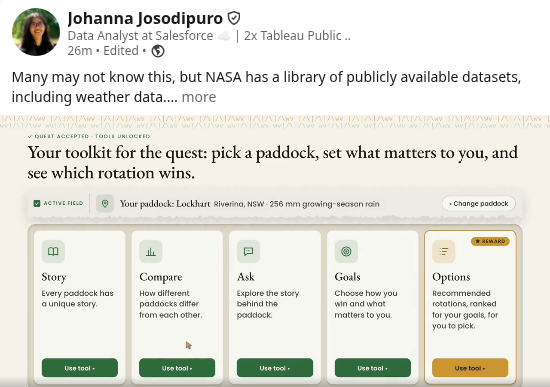 Johanna Josodipuro
Data Analyst at Salesforce ☁️ | 2x Tableau Public ..
26m • Edited •
Many may not know this, but NASA has a library of publicly available datasets,
including weather data.... more
✓ QUEST ACCEPTED · TOOLS UNLOCKED
Your toolkit for the quest: pick a paddock, set what matters to you, and
see which rotation wins.
ACTIVE FIELD
Your paddock: Lockhart Riverina, NSW · 256 mm growing-season rain
‹ Change paddock
★ REWARD
Story
Every paddock has
a unique story.
Use tool ›
Compare
How different
paddocks differ
from each other.
Use tool ›
Ask
Explore the story
behind the
paddock.
Use tool ›
Goals
Choose how you
win and what
matters to you.
Use tool ›
Options
Recommended
rotations, ranked
for your goals, for
you to pick.
Use tool ›